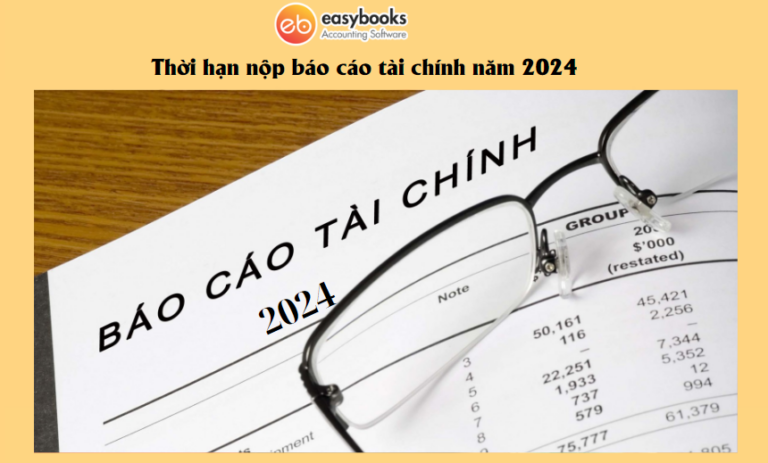 eb easybooks
Accounting Software
Thời hạn nộp báo cáo tài chính năm 2024
BÁO CÁO TÀI CHÍNH
2024
GROUP
$'000
(restated)
Note
45,421
50,161 2,256
116 –
3 – 7,344
4 22,251 5,352
5 1,933 12
6 737 994
7 579
8 61,379
75,777